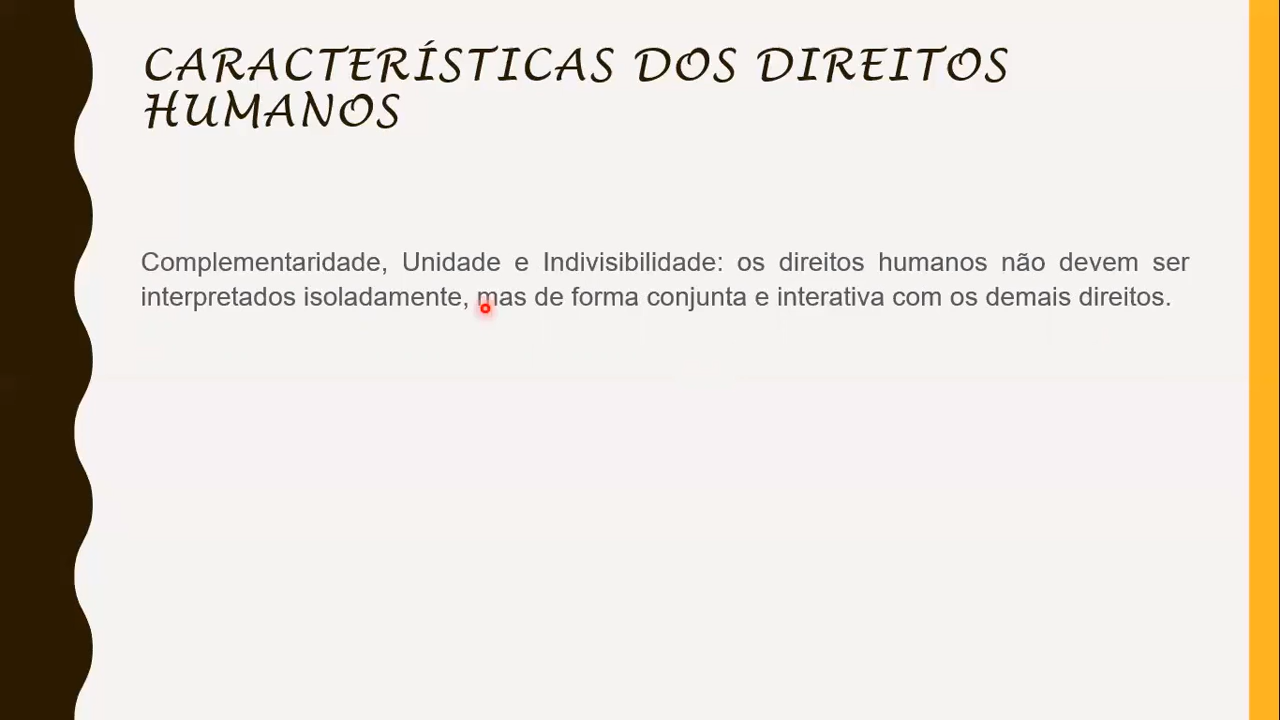 CARACTERÍSTICAS DOS DIREITOS
HUMANOS
Complementaridade, Unidade e Indivisibilidade: os direitos humanos não devem ser
interpretados isoladamente, mas de forma conjunta e interativa com os demais direitos.